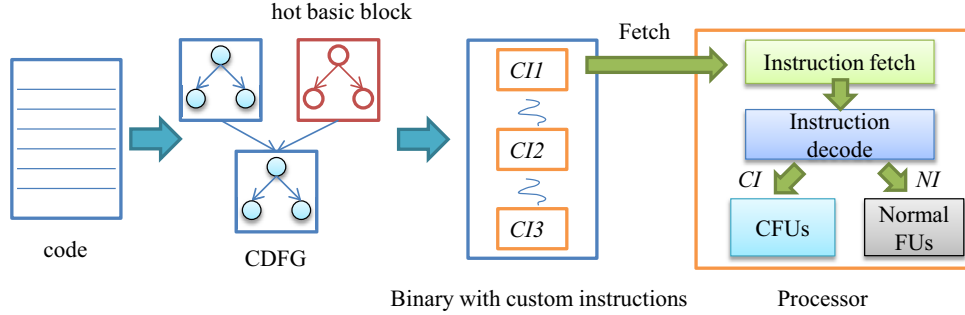 hot basic block
Fetch
CI1
Instruction fetch
Instruction
decode
CI2
CI
NI
CI3
CFUs
Normal
FUs
code
CDFG
Binary with custom instructions
Processor